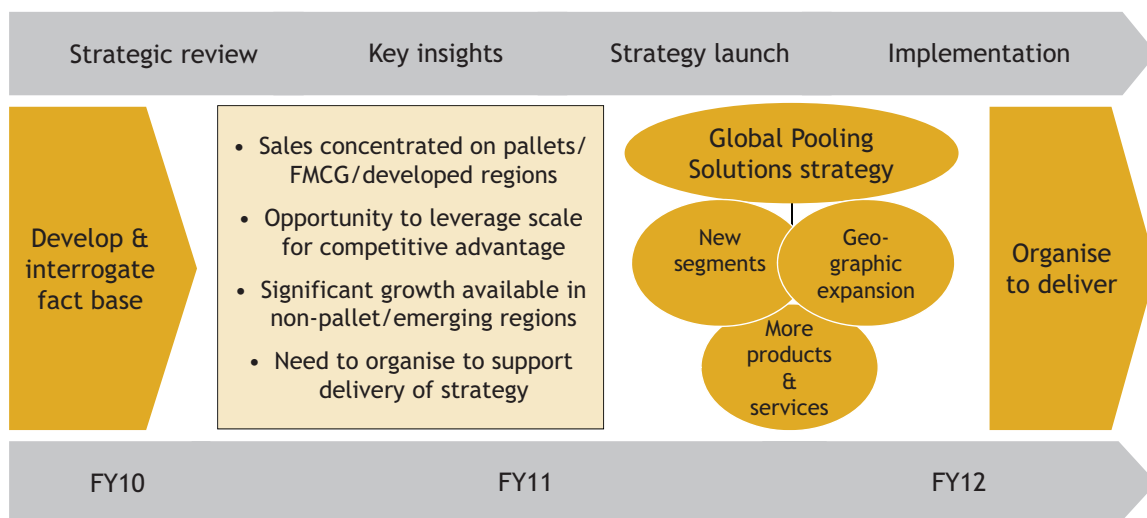 Strategic review
Key insights
Strategy launch
Implementation
Develop &
interrogate
fact base
• Sales concentrated on pallets/
FMCG/developed regions
• Opportunity to leverage scale
for competitive advantage
• Significant growth available in
non-pallet/emerging regions
• Need to organise to support
delivery of strategy
Global Pooling
Solutions strategy
New
segments
Geo-
graphic
expansion
More
products
&
services
Organise
to deliver
FY10
FY11
FY12